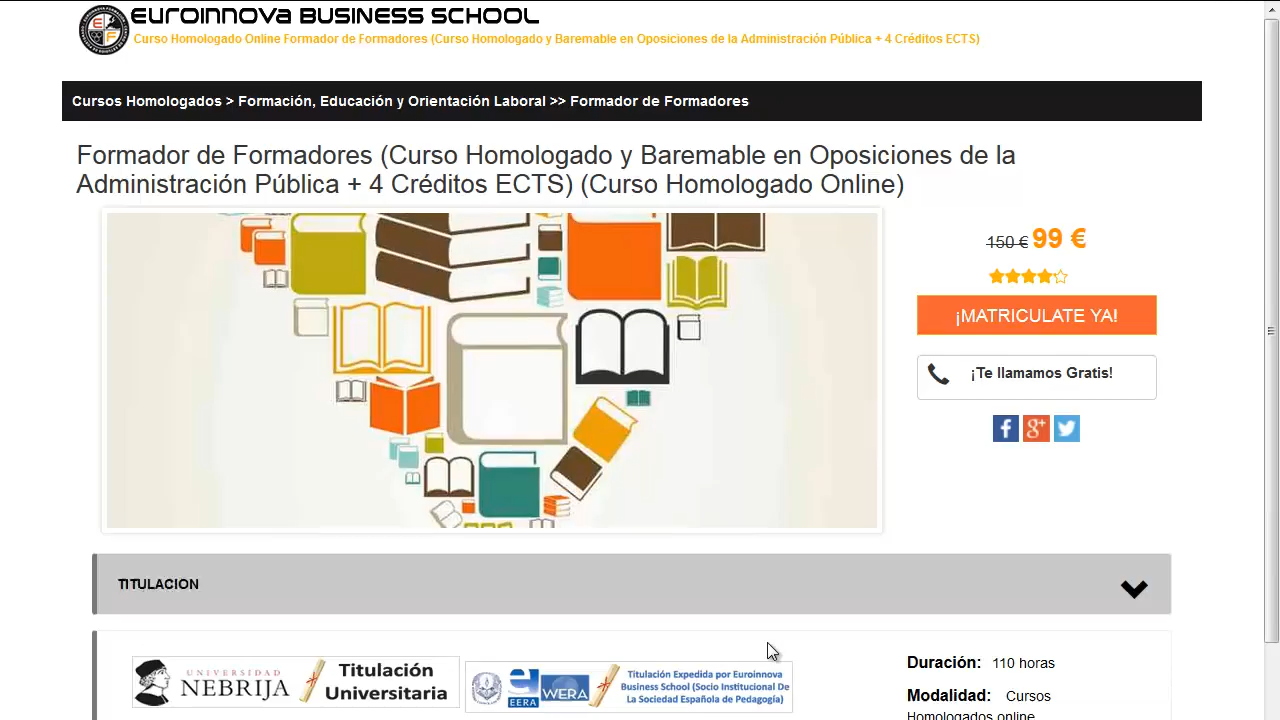 EUROINNOVA BUSINESS SCHOOL
Curso Homologado Online Formador de Formadores (Curso Homologado y Baremable en Oposiciones de la Administración Pública + 4 Créditos ECTS)
Cursos Homologados > Formación, Educación y Orientación Laboral >> Formador de Formadores
Formador de Formadores (Curso Homologado y Baremable en Oposiciones de la
Administración Pública + 4 Créditos ECTS) (Curso Homologado Online)
150 € 99 €
¡MATRICULATE YA!
¡Te llamamos Gratis!
TITULACION
UNIVERSIDAD
NEBRIJA
Titulación
Universitaria
EERA
WERA
Titulación Expedida por Euroinnova
Business School (Socio Institucional De
La Sociedad Española de Pedagogía)
Duración: 110 horas
Modalidad: Cursos
Homologados online